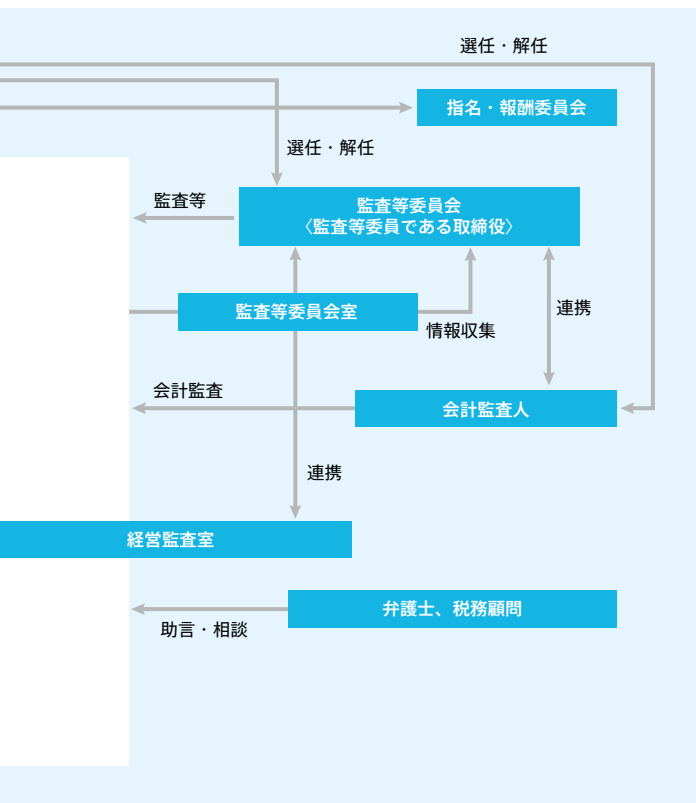 選任・解任
指名・報酬委員会
選任・解任
監査等
監査等委員会
〈監査等委員である取締役〉
監査等委員会室
連携
情報収集
会計監査
会計監査人
連携
経営監査室
弁護士、税務顧問
助言・相談